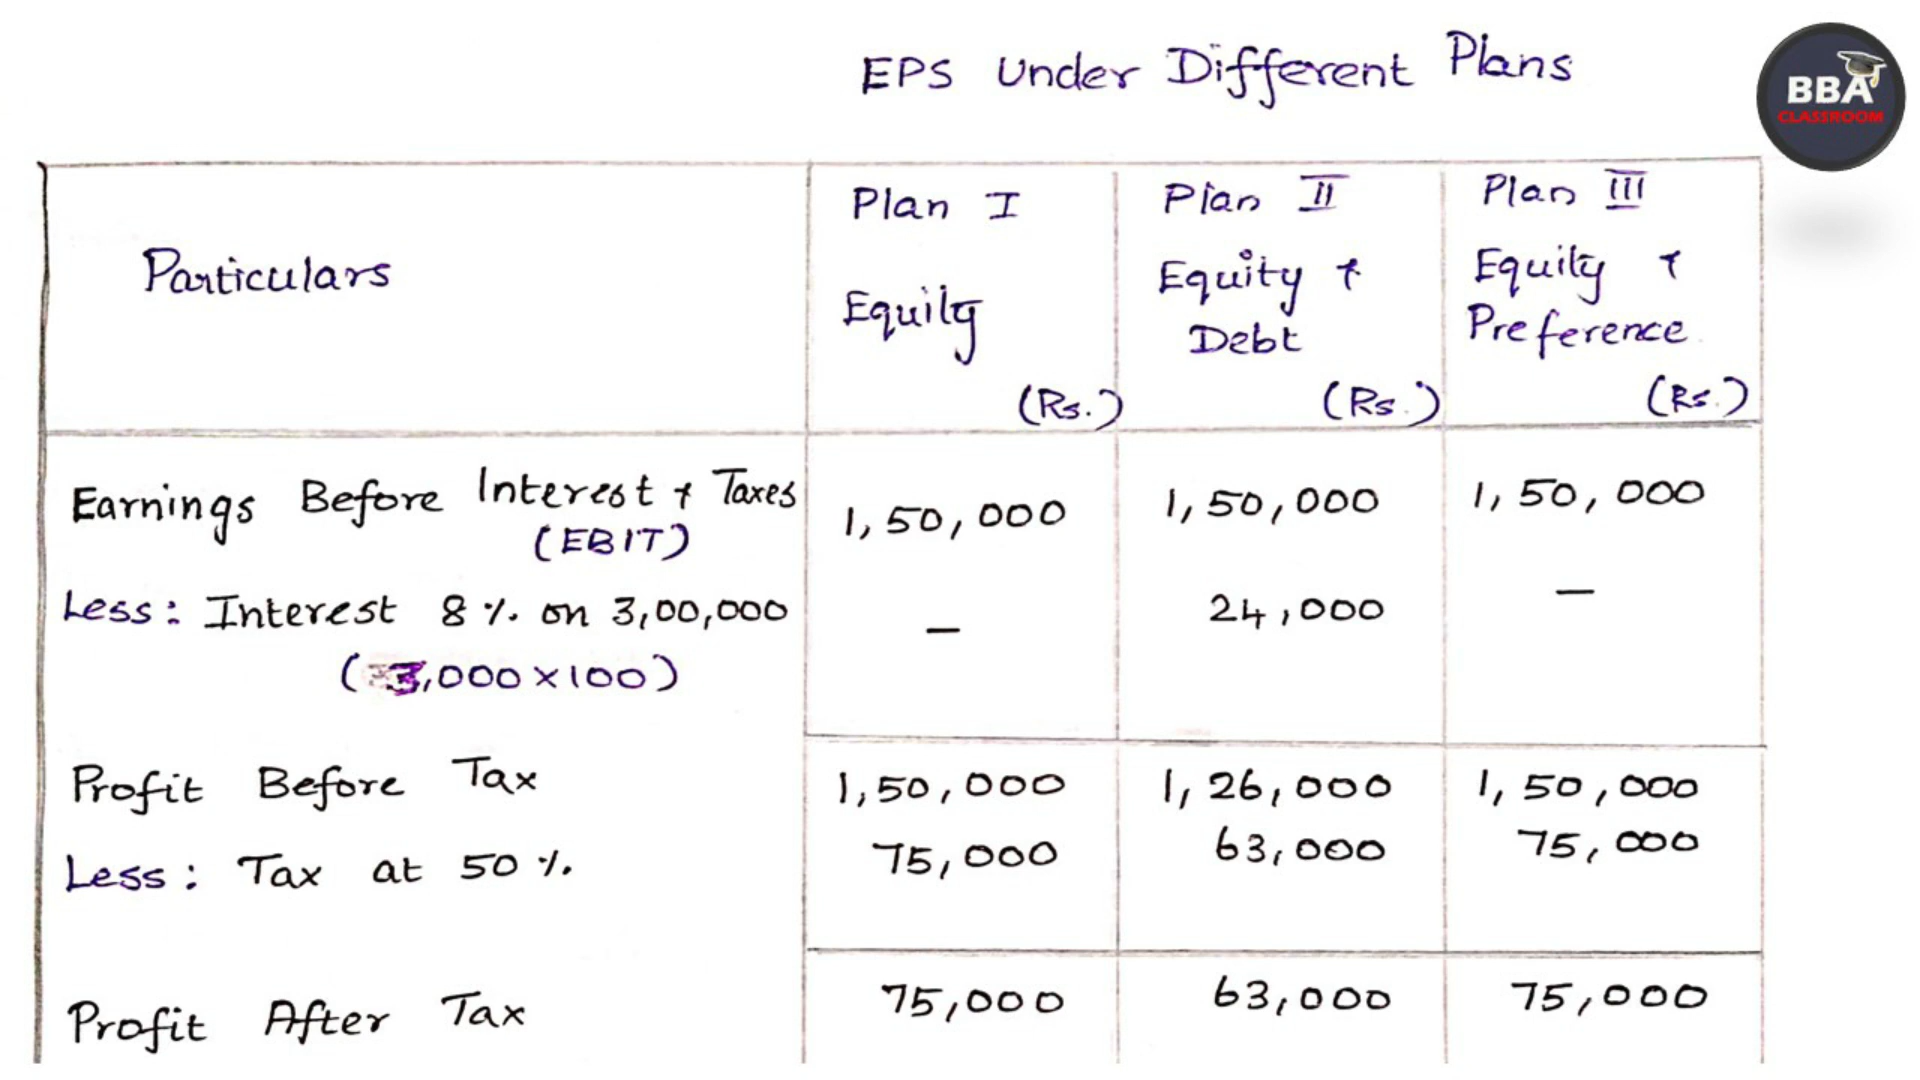 EPS Under Different Plans
BBA
CLASSROOM
Particulars
Plan I
Equity
(Rs.)
Plan II
Equity +
Debt
(Rs.)
Plan III
Equity +
Preference
(Rs.)
Earnings Before Interest + Taxes 1,50,000 1,50,000 1,50,000
(EBIT)
Less: Interest 8 %. on 3,00,000 — 24,000 —
(3,000 × 100)
Profit Before Tax 1,50,000 1,26,000 1,50,000
Less: Tax at 50 %. 75,000 63,000 75,000
Profit After Tax 75,000 63,000 75,000